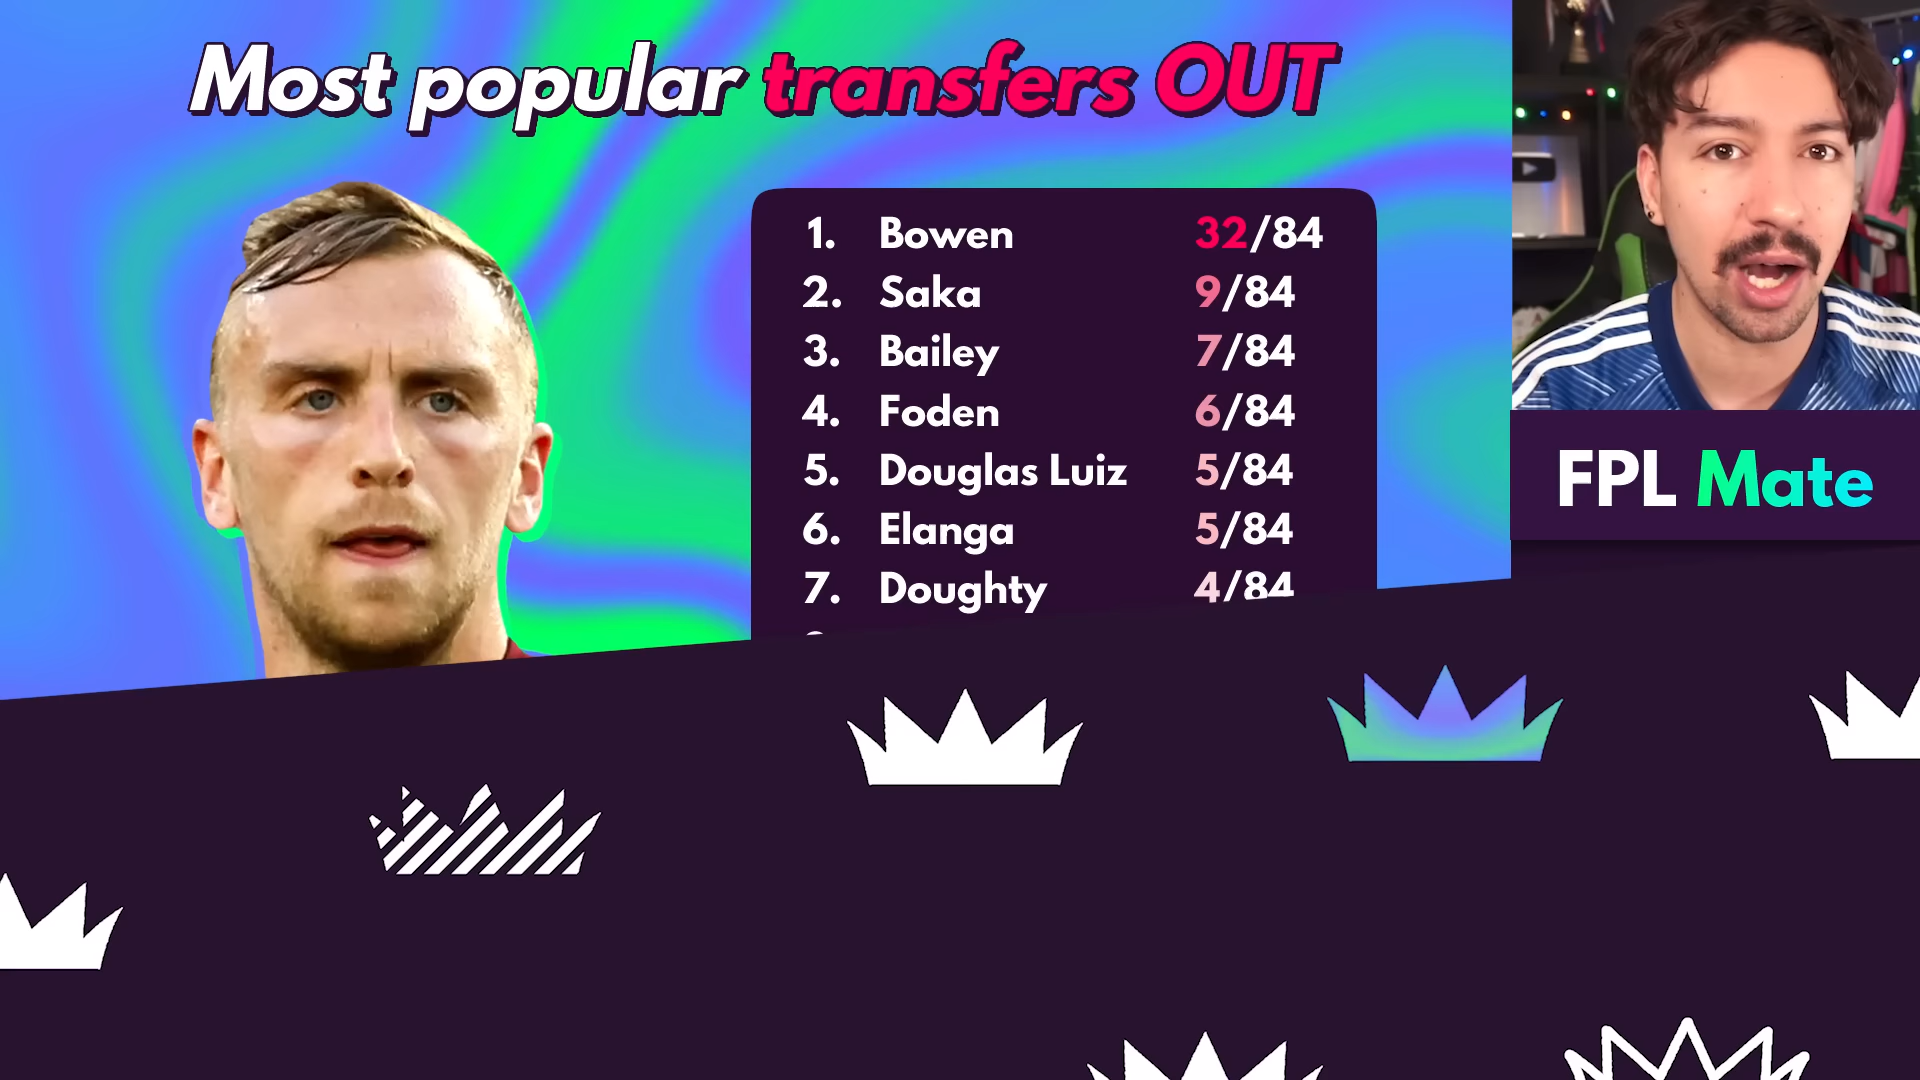 Most popular transfers OUT
1. Bowen 32/84
2. Saka 9/84
3. Bailey 7/84
4. Foden 6/84
5. Douglas Luiz 5/84
6. Elanga 5/84
7. Doughty 4/84
FPL Mate